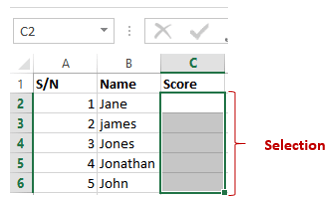 C2
A B C
1 S/N Name Score
2 1 Jane
3 2 james
4 3 Jones
5 4 Jonathan
6 5 John
Selection